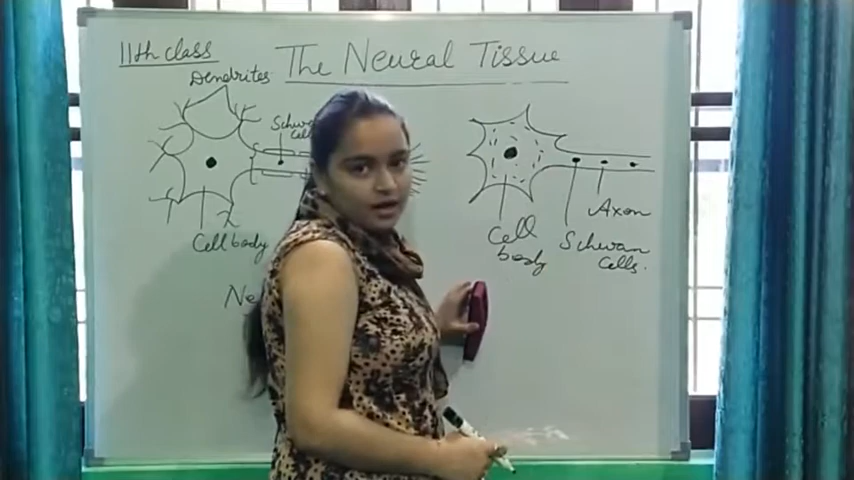 11th class
The Neural Tissue
Dendrites
Cell body
Axon
Cell
body
Schwan
Cells.